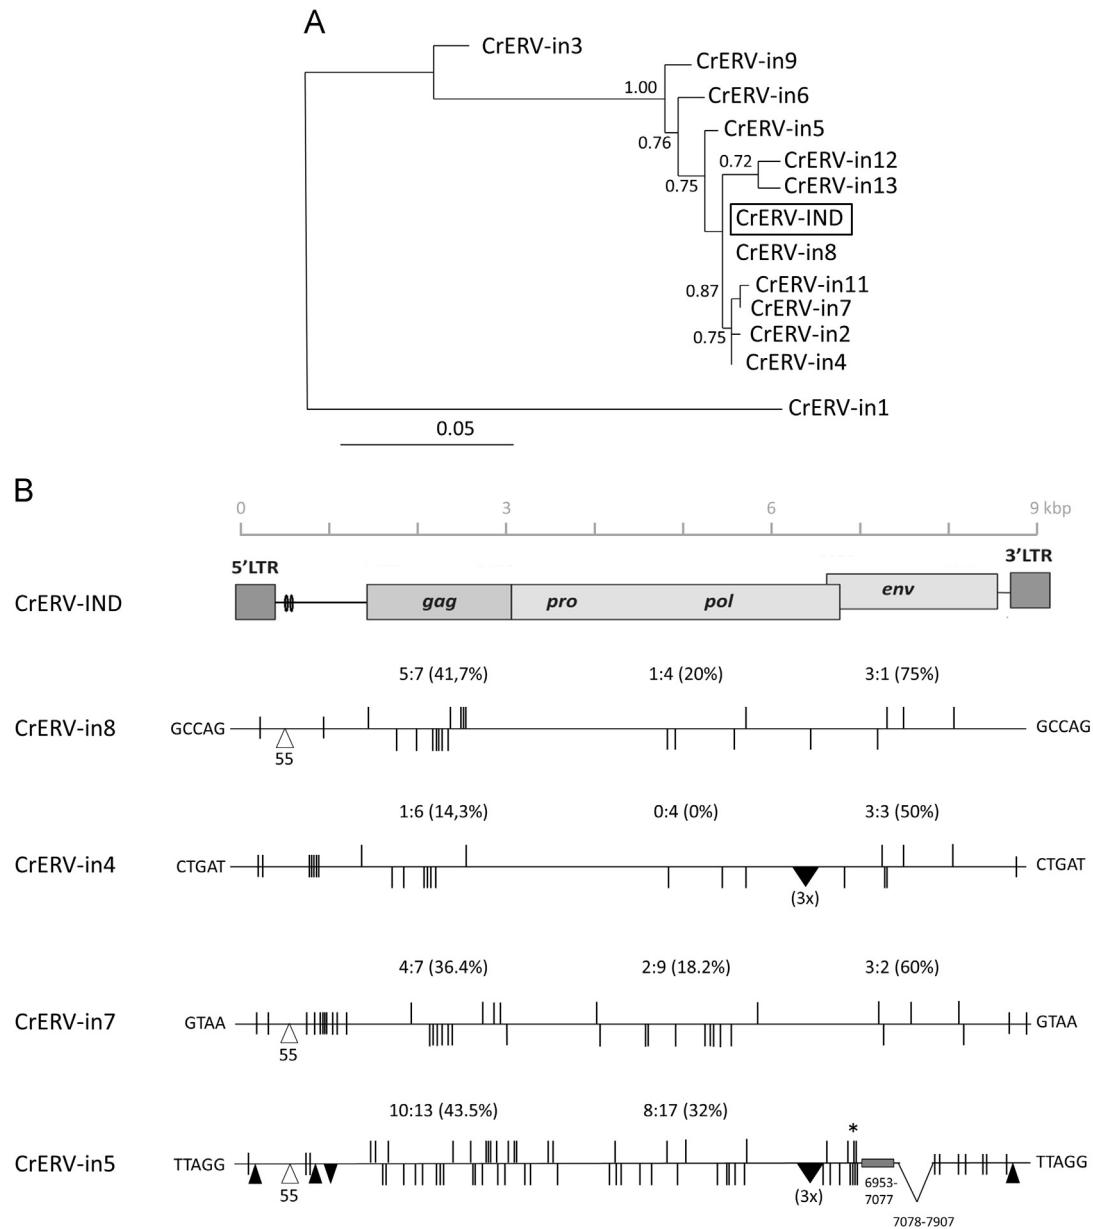 A
CrERV-in3
CrERV-in9
1.00
CrERV-in6
0.76
CrERV-in5
0.72
CrERV-in12
CrERV-in13
0.75
CrERV-IND
CrERV-in8
0.87
CrERV-in11
CrERV-in7
0.75
CrERV-in2
CrERV-in4
CrERV-in1
0.05
B
0 3 6 9 kbp
5'LTR 3'LTR
CrERV-IND gag pro pol env
5:7 (41,7%) 1:4 (20%) 3:1 (75%)
CrERV-in8 GCCAG GCCAG
55
1:6 (14,3%) 0:4 (0%) 3:3 (50%)
CrERV-in4 CTGAT CTGAT
(3x)
4:7 (36.4%) 2:9 (18.2%) 3:2 (60%)
CrERV-in7 GTAA GTAA
55
10:13 (43.5%) 8:17 (32%)
*
CrERV-in5 TTAGG TTAGG
55 (3x) 6953-
7077
7078-7907